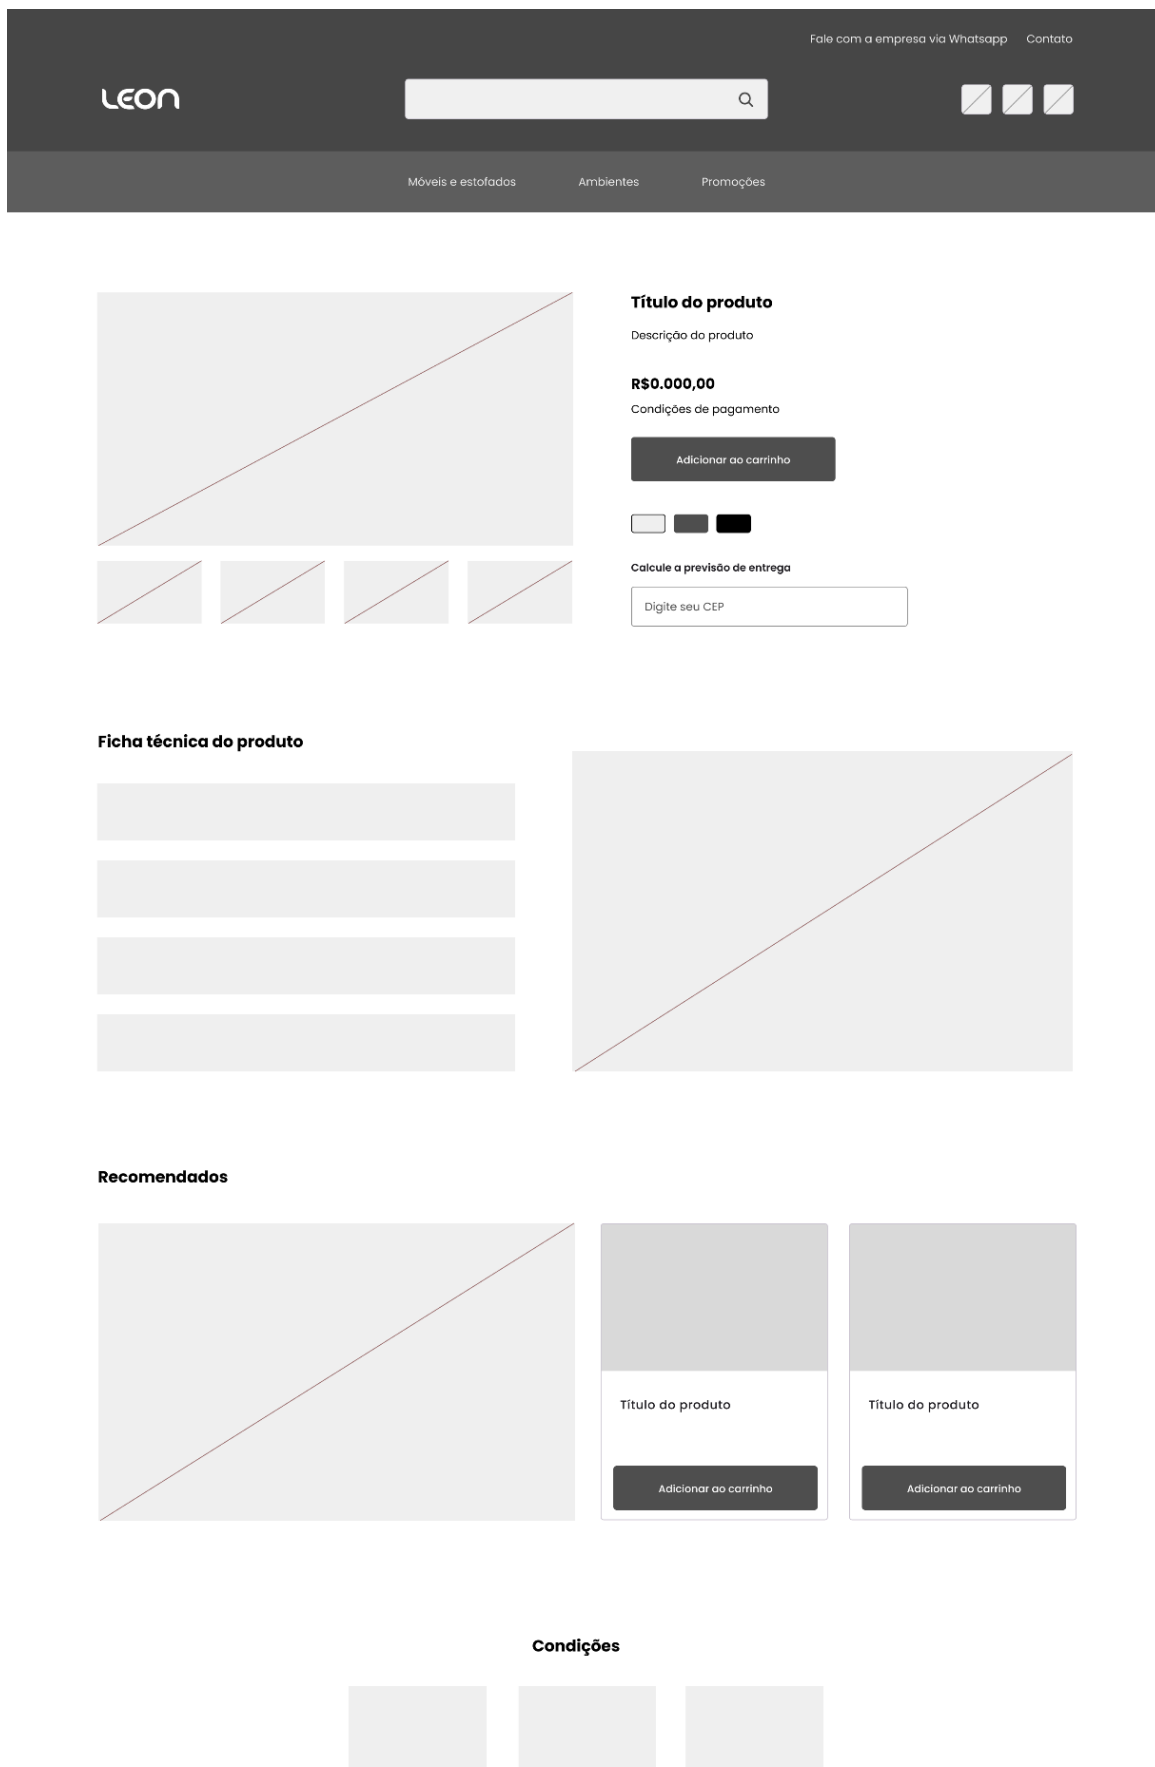 Fale com a empresa via Whatsapp Contato
LEON
Móveis e estofados Ambientes Promoções
Título do produto
Descrição do produto
R$0.000,00
Condições de pagamento
Adicionar ao carrinho
Calcule a previsão de entrega
Digite seu CEP
Ficha técnica do produto
Recomendados
Título do produto
Adicionar ao carrinho
Título do produto
Adicionar ao carrinho
Condições